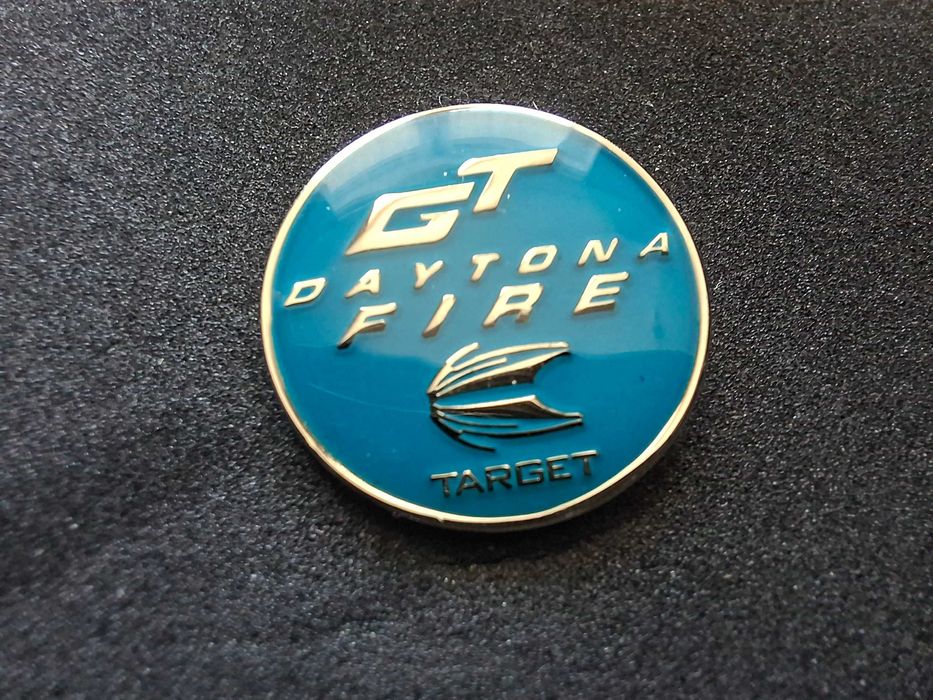 GT
DAYTONA
FIRE
TARGET